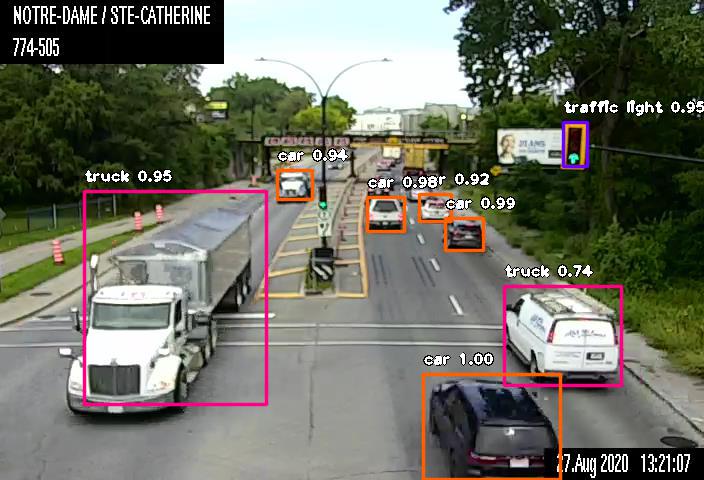 NOTRE-DAME / STE-CATHERINE
774-505
traffic light 0.95
car 0.94
truck 0.95
car 0.98
r 0.92
car 0.99
truck 0.74
car 1.00
27.Aug 2020 13:21:07